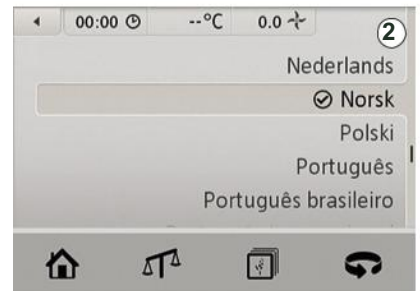 00:00 --°C 0.0
2
Nederlands
Norsk
Polski
Português
Português brasileiro